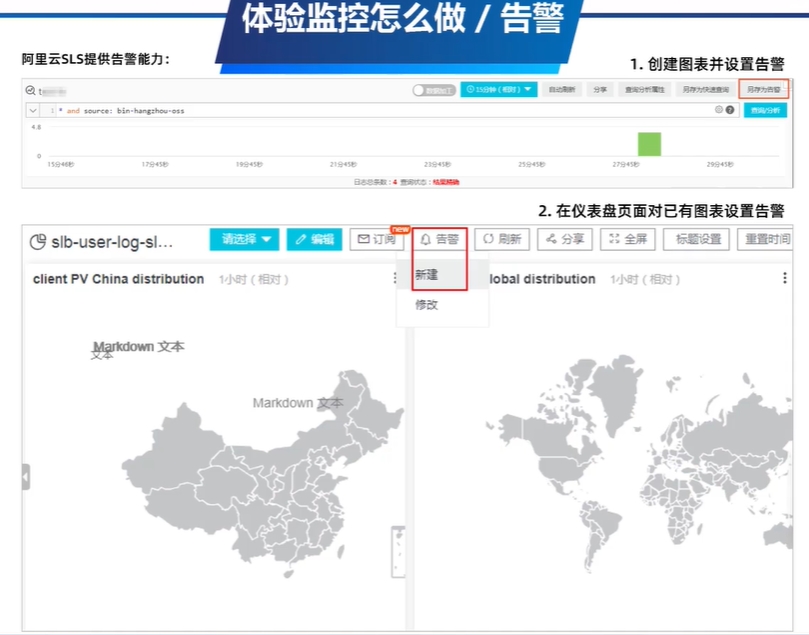 体验监控怎么做 / 告警
阿里云SLS提供告警能力：
1. 创建图表并设置告警
数据加工 15分钟（相对） 自动刷新 分享 查询分析属性 另存为快速查询 另存为告警
1 * and source: bin-hangzhou-oss 查询/分析
4.8
0
15分46秒 17分45秒 19分45秒 21分45秒 23分45秒 25分45秒 27分45秒 29分45秒
日志总条数：4 查询状态：结果精确
2. 在仪表盘页面对已有图表设置告警
slb-user-log-sl... 请选择 编辑 订阅 new 告警 刷新 分享 全屏 标题设置 重置时间
新建
修改
client PV China distribution 1小时（相对） lobal distribution 1小时（相对）
Markdown 文本
文本
Markdown 文本